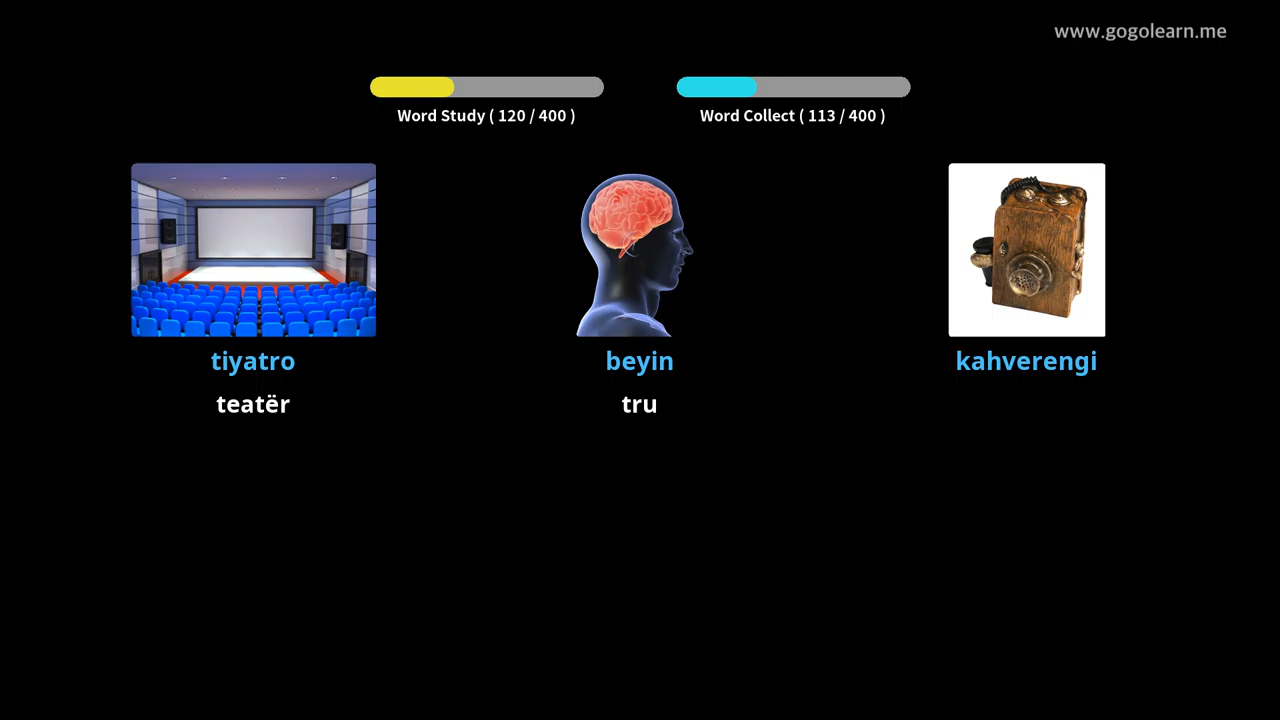 www.gogolearn.me
Word Study ( 120 / 400 )
Word Collect ( 113 / 400 )
tiyatro
beyin
kahverengi
teatër
tru